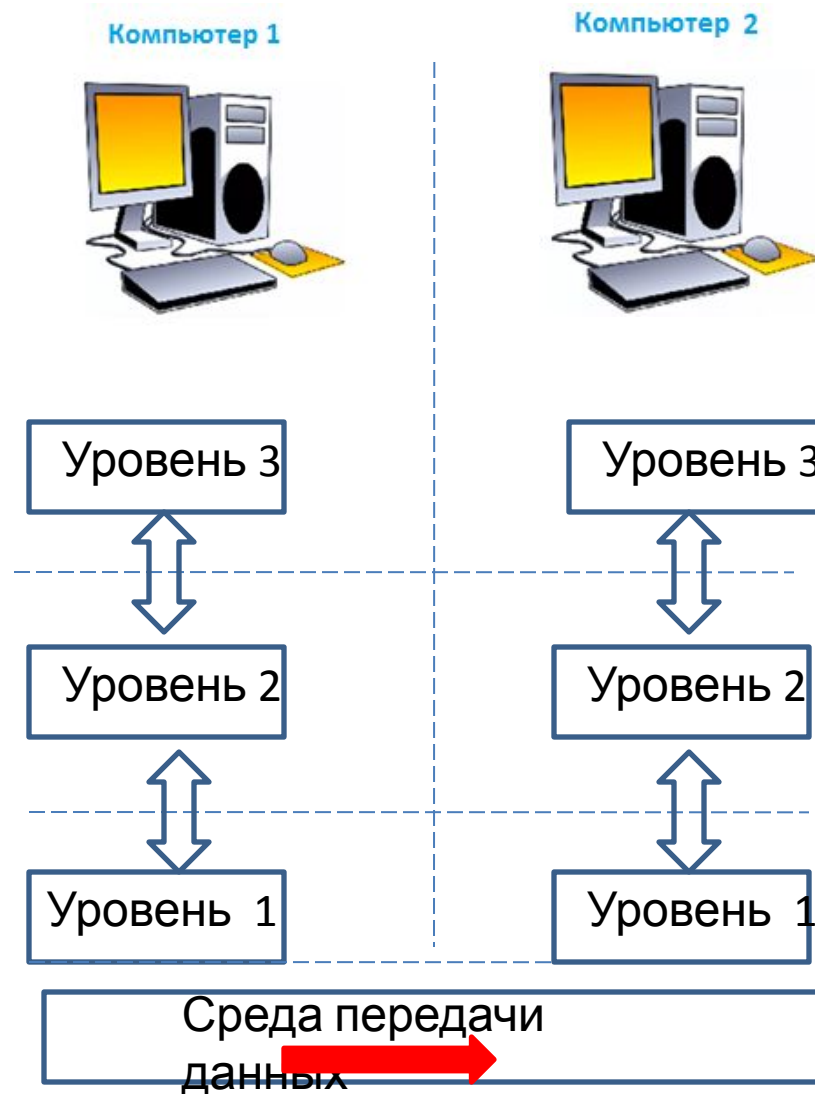 Компьютер 1
Компьютер 2
Уровень 3
Уровень 3
Уровень 2
Уровень 2
Уровень 1
Уровень 1
Среда передачи
данных